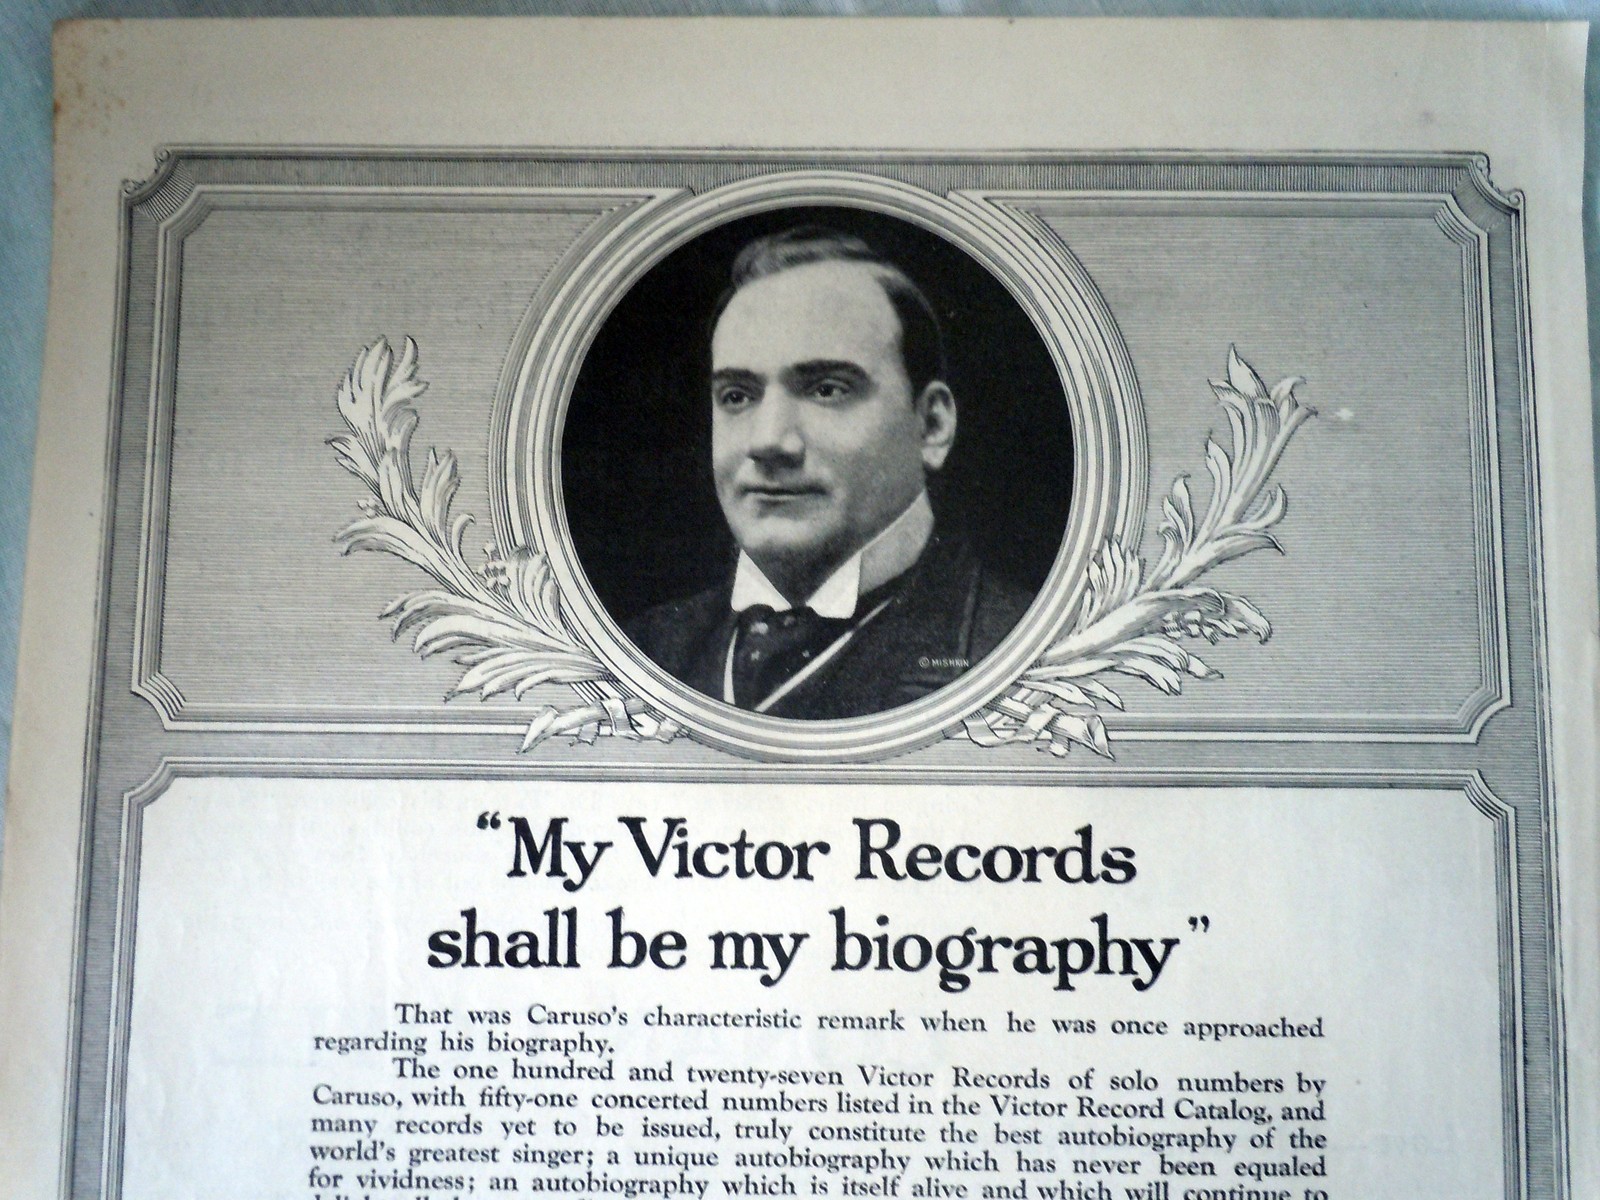 © MISHKIN
“My Victor Records
shall be my biography”
That was Caruso's characteristic remark when he was once approached
regarding his biography.
The one hundred and twenty-seven Victor Records of solo numbers by
Caruso, with fifty-one concerted numbers listed in the Victor Record Catalog, and
many records yet to be issued, truly constitute the best autobiography of the
world's greatest singer; a unique autobiography which has never been equaled
for vividness; an autobiography which is itself alive and which will continue to